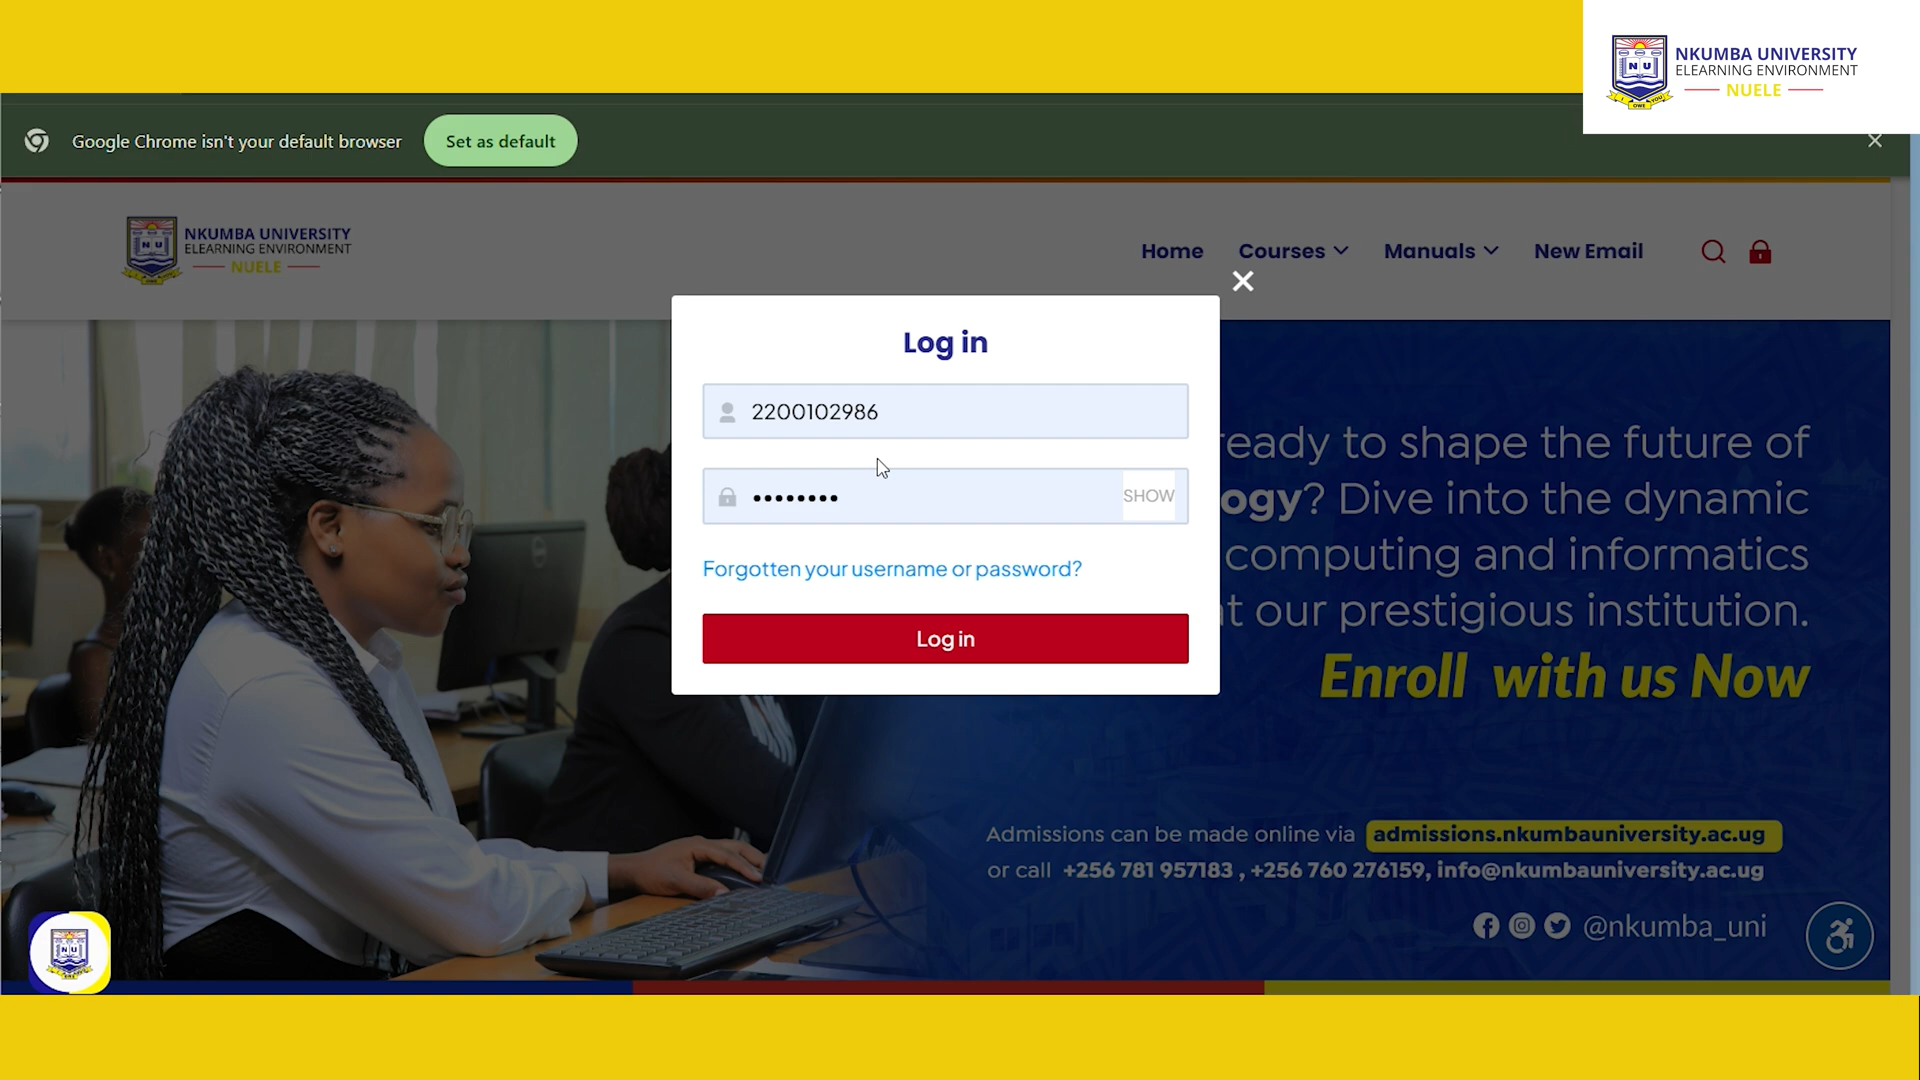 NKUMBA UNIVERSITY
ELEARNING ENVIRONMENT
NUELE
Google Chrome isn't your default browser
Set as default
NKUMBA UNIVERSITY
ELEARNING ENVIRONMENT
NUELE
Home
Courses
Manuals
New Email
Log in
2200102986
SHOW
Forgotten your username or password?
Log in
eady to shape the future of
ogy? Dive into the dynamic
computing and informatics
t our prestigious institution.
Enroll with us Now
Admissions can be made online via admissions.nkumbauniversity.ac.ug
or call +256 781 957183 , +256 760 276159, info@nkumbauniversity.ac.ug
@nkumba_uni